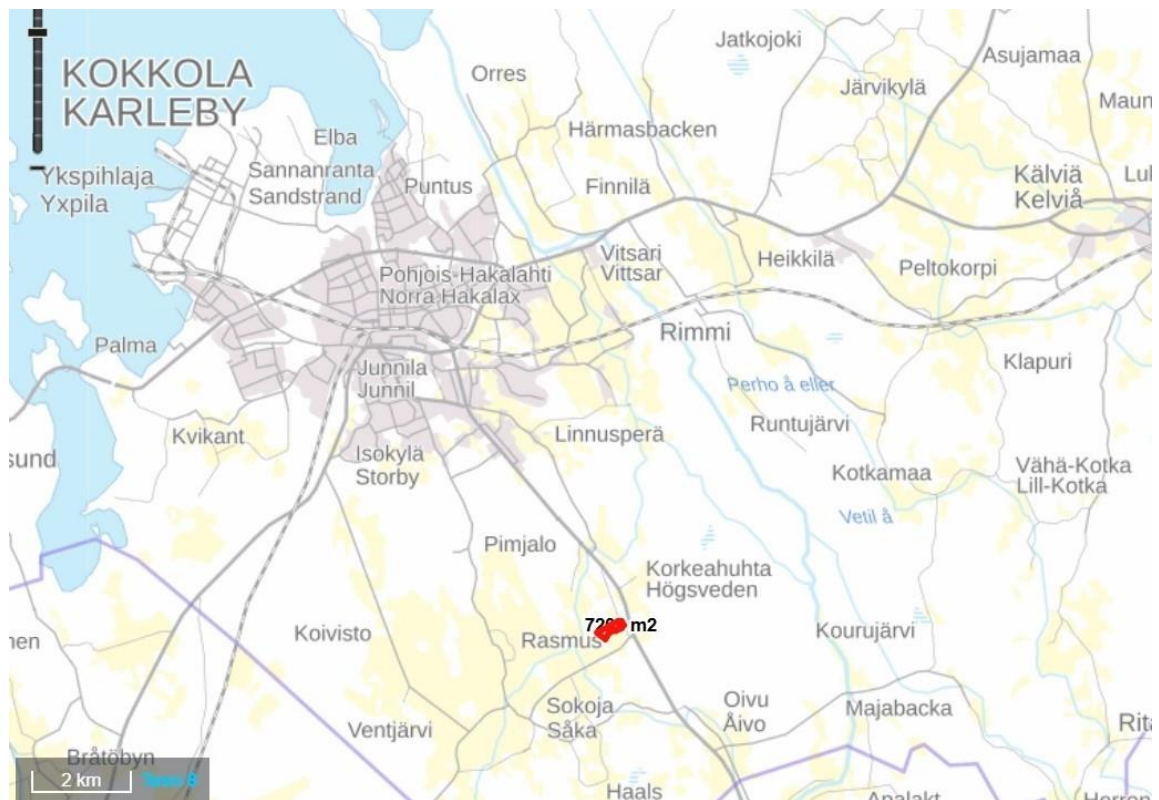 KOKKOLA
KARLEBY
Jatkojoki
Asujamaa
Orres
Järvikylä
Maun
Härmasbacken
Elba
Sannanranta
Sandstrand
Ykspihlaja
Yxpila
Puntus
Finnilä
Kälviä
Kelviå
Vitsari
Vittsar
Heikkilä
Peltokorpi
Pohjois-Hakalahti
Norra Hakalax
Rimmi
Palma
Junnila
Junnil
Klapuri
Perho å eller
Runtujärvi
Kvikant
Linnusperä
sund
Isokylä
Storby
Kotkamaa
Vähä-Kotka
Lill-Kotka
Vetil å
Pimjalo
Korkeahuhta
Högsveden
nen
Koivisto
Rasmus
m2
Kourujärvi
Sokoja
Såka
Oivu
Åivo
Majabacka
Rita
Ventjärvi
Bråtöbyn
2 km
Haals
Apalakt